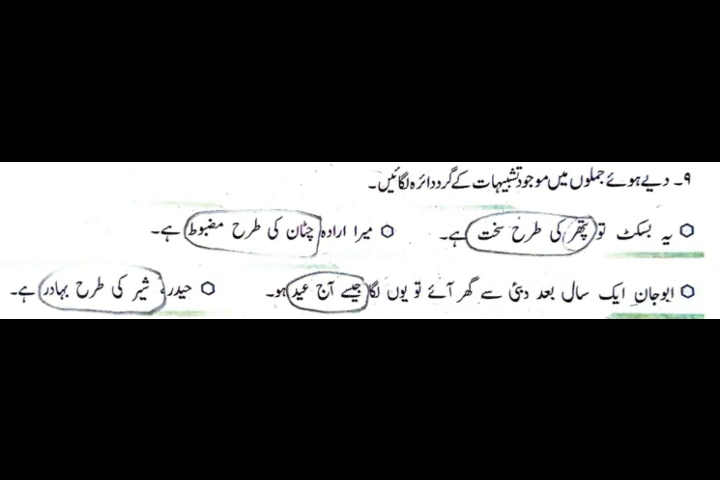 ۹۔ دیے ہوئے جملوں میں موجود تشبیہات کے گرد دائرہ لگائیں۔
یہ بسکٹ تو پتھر کی طرح سخت ہے۔ میرا ارادہ چٹان کی طرح مضبوط ہے۔
ابوجان ایک سال بعد دبئی سے گھر آئے تو یوں لگا جیسے آج عید ہو۔ حیدر شیر کی طرح بہادر ہے۔